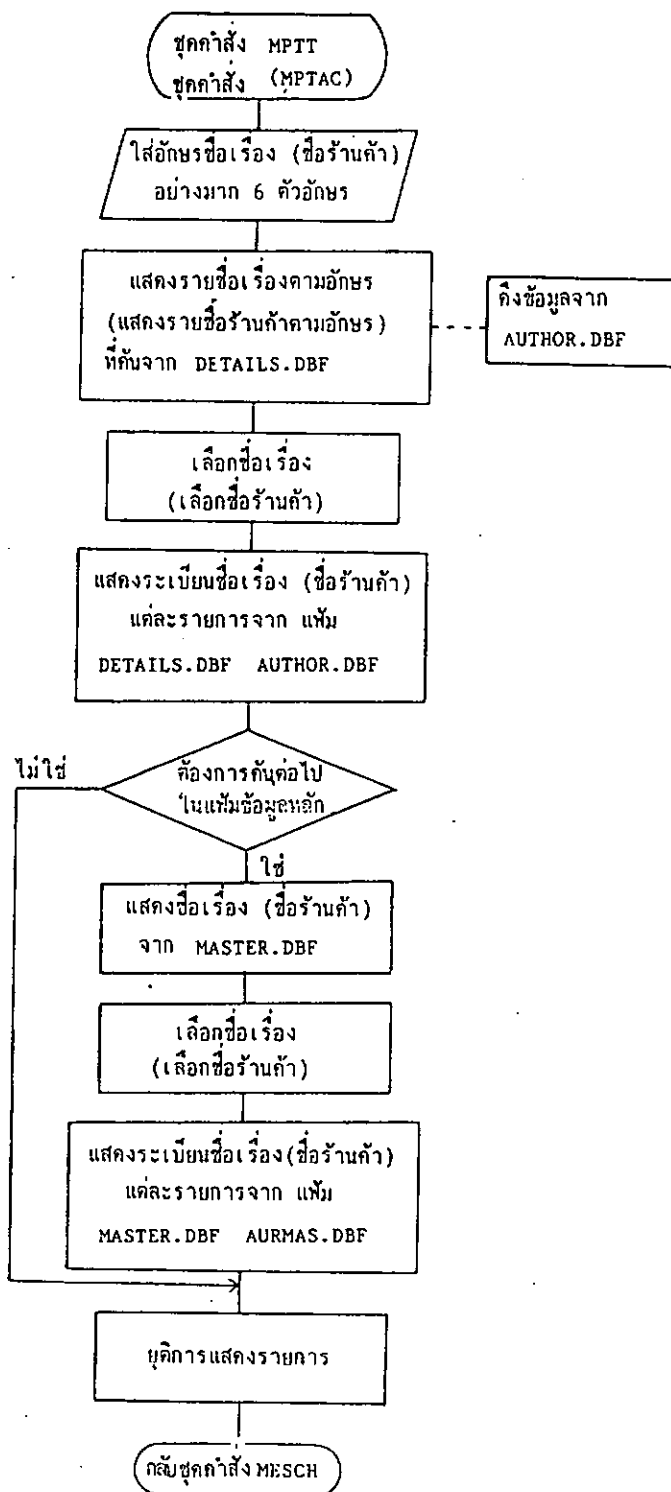 ชุดคำสั่ง MPTT
ชุดคำสั่ง (MPTAC)
ใส่อักษรชื่อเรื่อง (ชื่อร้านค้า)
อย่างมาก 6 ตัวอักษร
แสดงรายชื่อเรื่องตามอักษร
(แสดงรายชื่อร้านค้าตามอักษร)
ที่ค้นจาก DETAILS.DBF
ดึงข้อมูลจาก
AUTHOR.DBF
เลือกชื่อเรื่อง
(เลือกชื่อร้านค้า)
แสดงระเบียนชื่อเรื่อง (ชื่อร้านค้า)
แต่ละรายการจาก แฟ้ม
DETAILS.DBF AUTHOR.DBF
ไม่ใช่
ต้องการค้นต่อไป
ในแฟ้มข้อมูลหลัก
ใช่
แสดงชื่อเรื่อง (ชื่อร้านค้า)
จาก MASTER.DBF
เลือกชื่อเรื่อง
(เลือกชื่อร้านค้า)
แสดงระเบียนชื่อเรื่อง(ชื่อร้านค้า)
แต่ละรายการจาก แฟ้ม
MASTER.DBF AURMAS.DBF
ยุติการแสดงรายการ
กลับชุดคำสั่ง MESCH